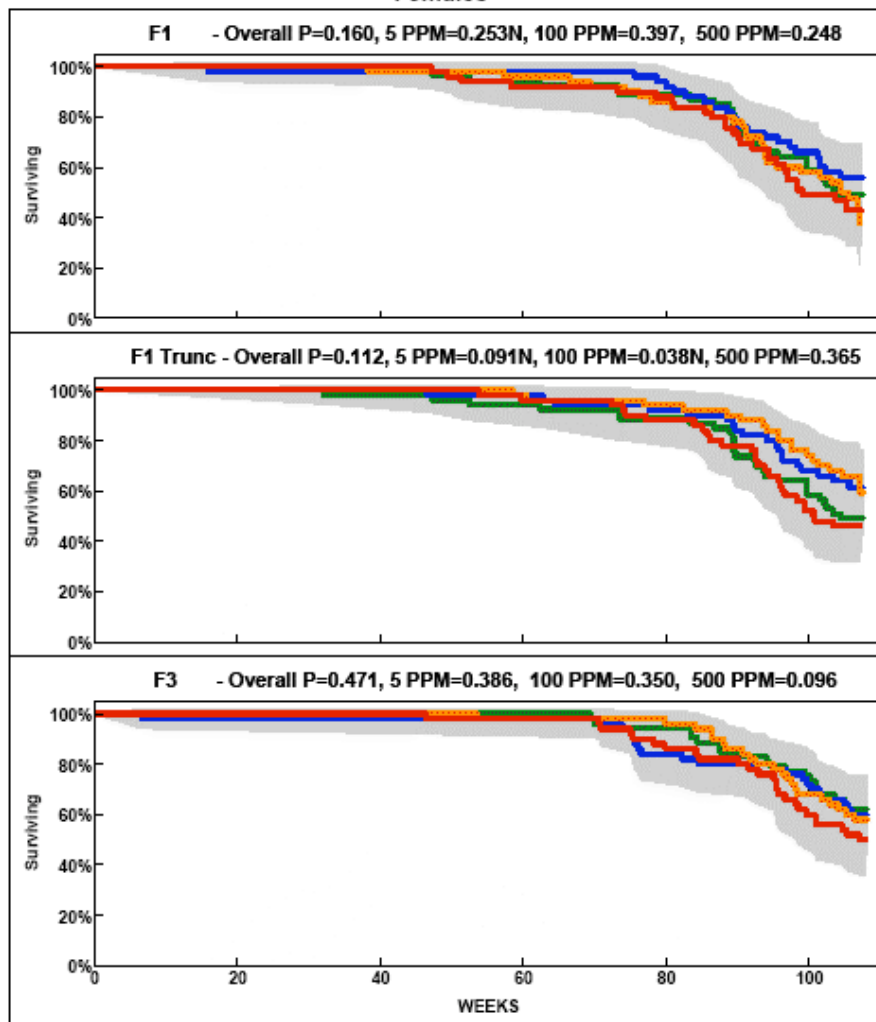 Females
F1 - Overall P=0.160, 5 PPM=0.253N, 100 PPM=0.397, 500 PPM=0.248
100%
80%
60%
40%
20%
0%
Surviving
F1 Trunc - Overall P=0.112, 5 PPM=0.091N, 100 PPM=0.038N, 500 PPM=0.365
100%
80%
60%
40%
20%
0%
Surviving
F3 - Overall P=0.471, 5 PPM=0.386, 100 PPM=0.350, 500 PPM=0.096
100%
80%
60%
40%
20%
0%
Surviving
0 20 40 60 80 100
WEEKS